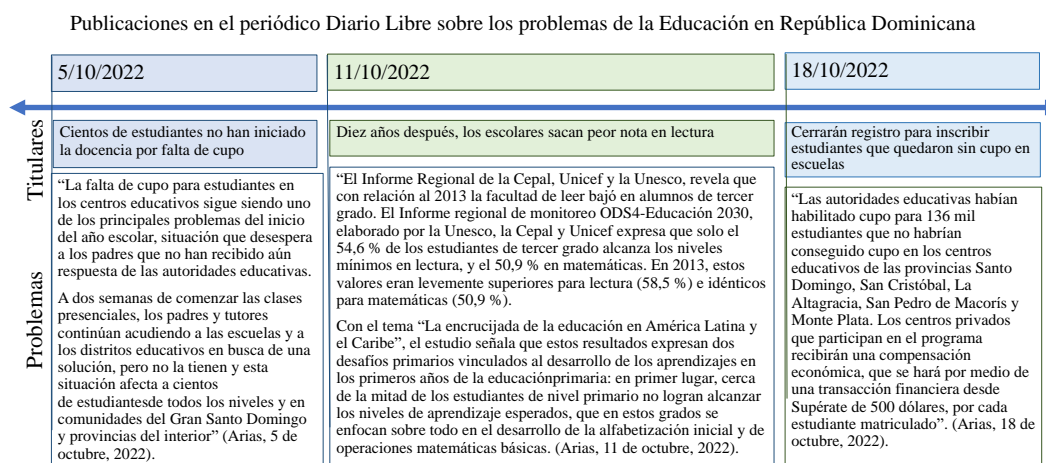 Publicaciones en el periódico Diario Libre sobre los problemas de la Educación en República Dominicana
5/10/2022
11/10/2022
18/10/2022
Titulares
Cientos de estudiantes no han iniciado
la docencia por falta de cupo
Diez años después, los escolares sacan peor nota en lectura
Cerrarán registro para inscribir
estudiantes que quedaron sin cupo en
escuelas
Problemas
“La falta de cupo para estudiantes en
los centros educativos sigue siendo uno
de los principales problemas del inicio
del año escolar, situación que desespera
a los padres que no han recibido aún
respuesta de las autoridades educativas.
A dos semanas de comenzar las clases
presenciales, los padres y tutores
continúan acudiendo a las escuelas y a
los distritos educativos en busca de una
solución, pero no la tienen y esta
situación afecta a cientos
de estudiantesde todos los niveles y en
comunidades del Gran Santo Domingo
y provincias del interior” (Arias, 5 de
octubre, 2022).
“El Informe Regional de la Cepal, Unicef y la Unesco, revela que
con relación al 2013 la facultad de leer bajó en alumnos de tercer
grado. El Informe regional de monitoreo ODS4-Educación 2030,
elaborado por la Unesco, la Cepal y Unicef expresa que solo el
54,6 % de los estudiantes de tercer grado alcanza los niveles
mínimos en lectura, y el 50,9 % en matemáticas. En 2013, estos
valores eran levemente superiores para lectura (58,5 %) e idénticos
para matemáticas (50,9 %).
Con el tema “La encrucijada de la educación en América Latina y
el Caribe”, el estudio señala que estos resultados expresan dos
desafíos primarios vinculados al desarrollo de los aprendizajes en
los primeros años de la educaciónprimaria: en primer lugar, cerca
de la mitad de los estudiantes de nivel primario no logran alcanzar
los niveles de aprendizaje esperados, que en estos grados se
enfocan sobre todo en el desarrollo de la alfabetización inicial y de
operaciones matemáticas básicas. (Arias, 11 de octubre, 2022).
“Las autoridades educativas habían
habilitado cupo para 136 mil
estudiantes que no habrían
conseguido cupo en los centros
educativos de las provincias Santo
Domingo, San Cristóbal, La
Altagracia, San Pedro de Macorís y
Monte Plata. Los centros privados
que participan en el programa
recibirán una compensación
económica, que se hará por medio de
una transacción financiera desde
Supérate de 500 dólares, por cada
estudiante matriculado”. (Arias, 18 de
octubre, 2022).